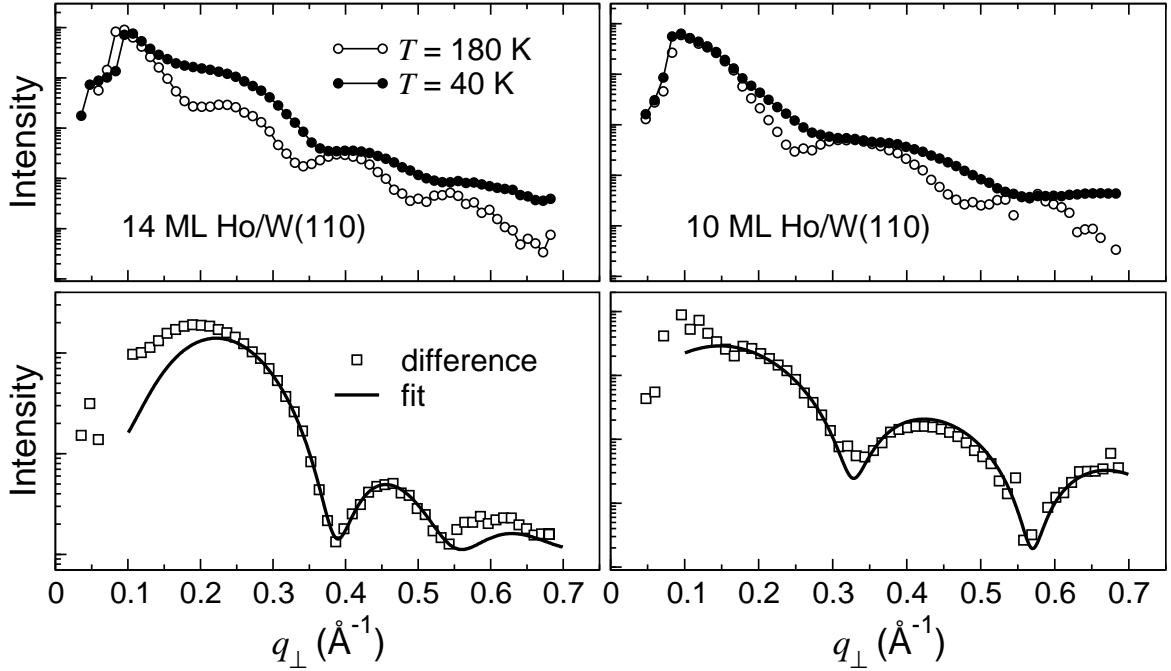 Intensity
T = 180 K
T = 40 K
14 ML Ho/W(110)
10 ML Ho/W(110)
Intensity
difference
fit
0 0.1 0.2 0.3 0.4 0.5 0.6 0.7
0 0.1 0.2 0.3 0.4 0.5 0.6 0.7
q⊥ (Å⁻¹)
q⊥ (Å⁻¹)